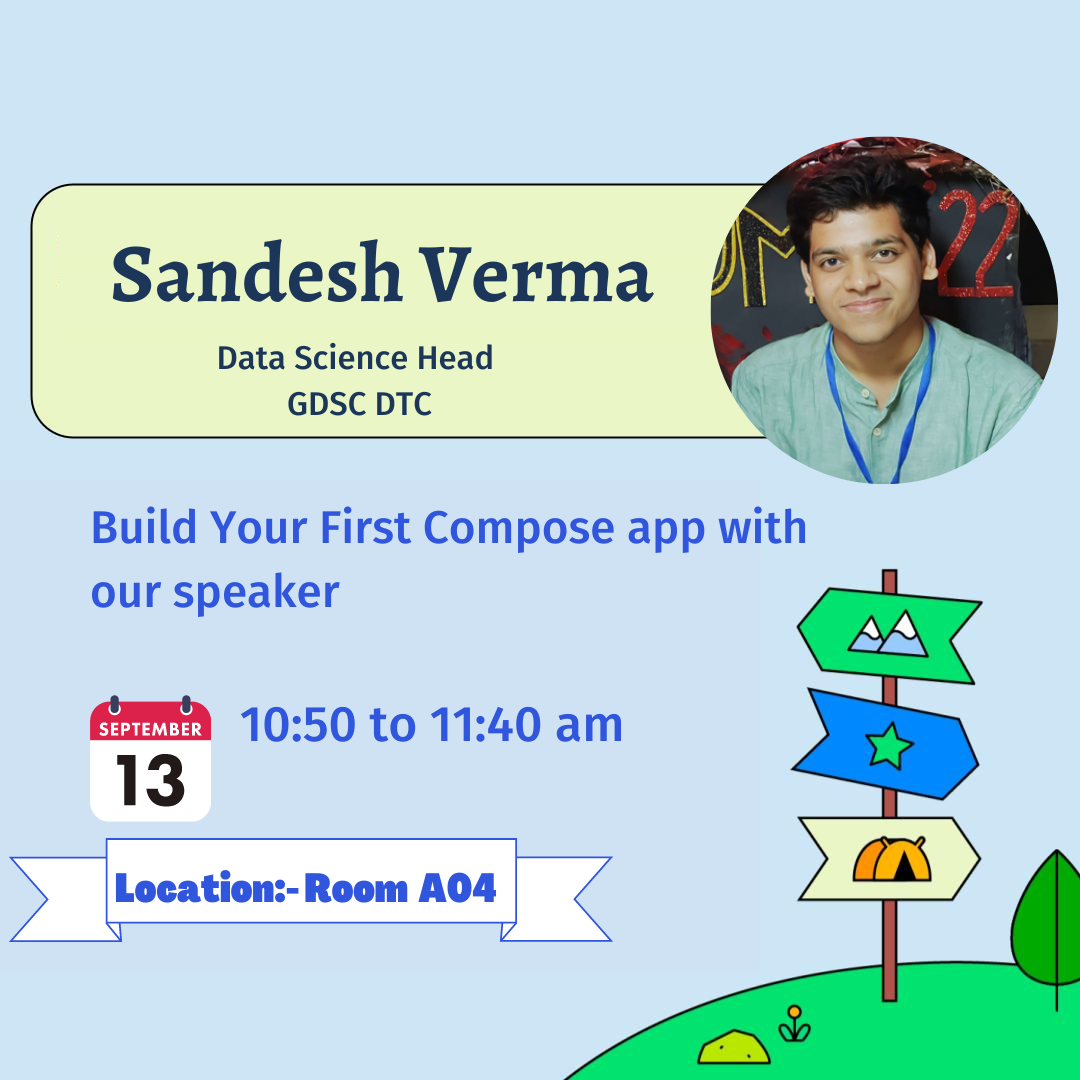 Sandesh Verma
Data Science Head
GDSC DTC
22
Build Your First Compose app with
our speaker
SEPTEMBER
13
10:50 to 11:40 am
Location:- Room A04